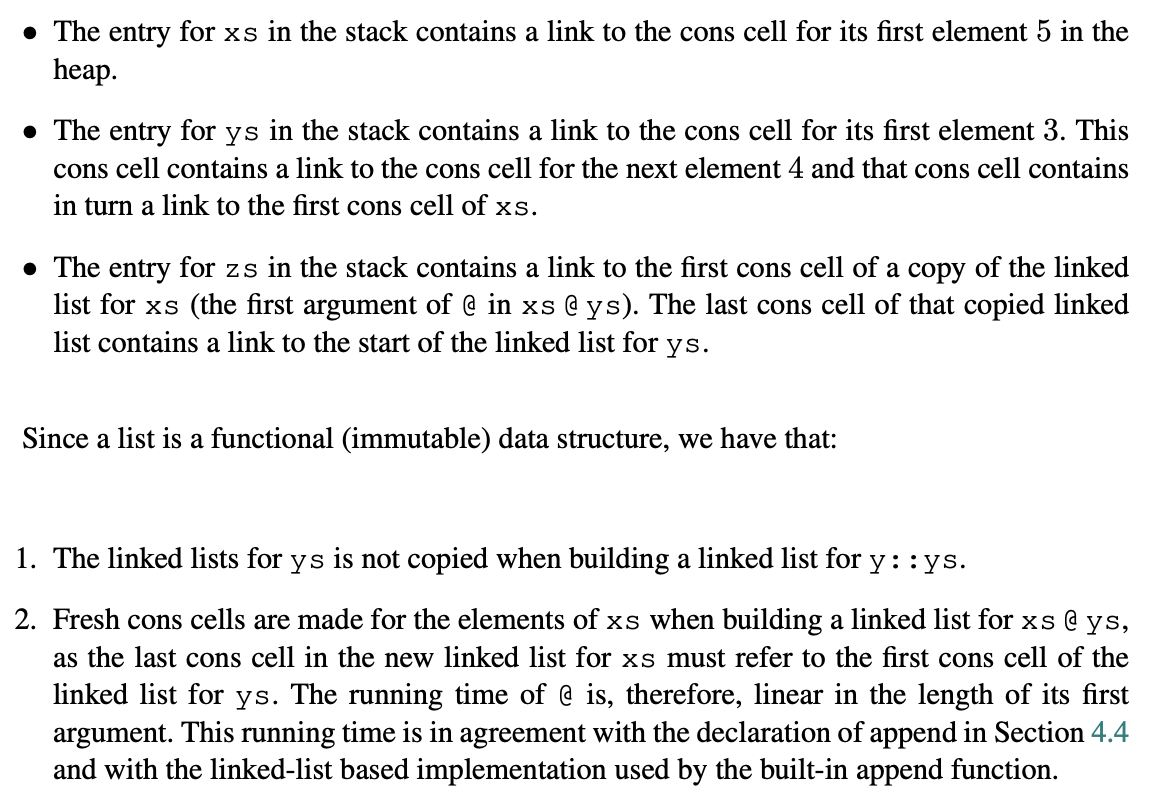 • The entry for xs in the stack contains a link to the cons cell for its first element 5 in the
heap.
• The entry for ys in the stack contains a link to the cons cell for its first element 3. This
cons cell contains a link to the cons cell for the next element 4 and that cons cell contains
in turn a link to the first cons cell of xs.
• The entry for zs in the stack contains a link to the first cons cell of a copy of the linked
list for xs (the first argument of @ in xs @ ys). The last cons cell of that copied linked
list contains a link to the start of the linked list for ys.
Since a list is a functional (immutable) data structure, we have that:
1. The linked lists for ys is not copied when building a linked list for y::ys.
2. Fresh cons cells are made for the elements of xs when building a linked list for xs @ ys,
as the last cons cell in the new linked list for xs must refer to the first cons cell of the
linked list for ys. The running time of @ is, therefore, linear in the length of its first
argument. This running time is in agreement with the declaration of append in Section 4.4
and with the linked-list based implementation used by the built-in append function.